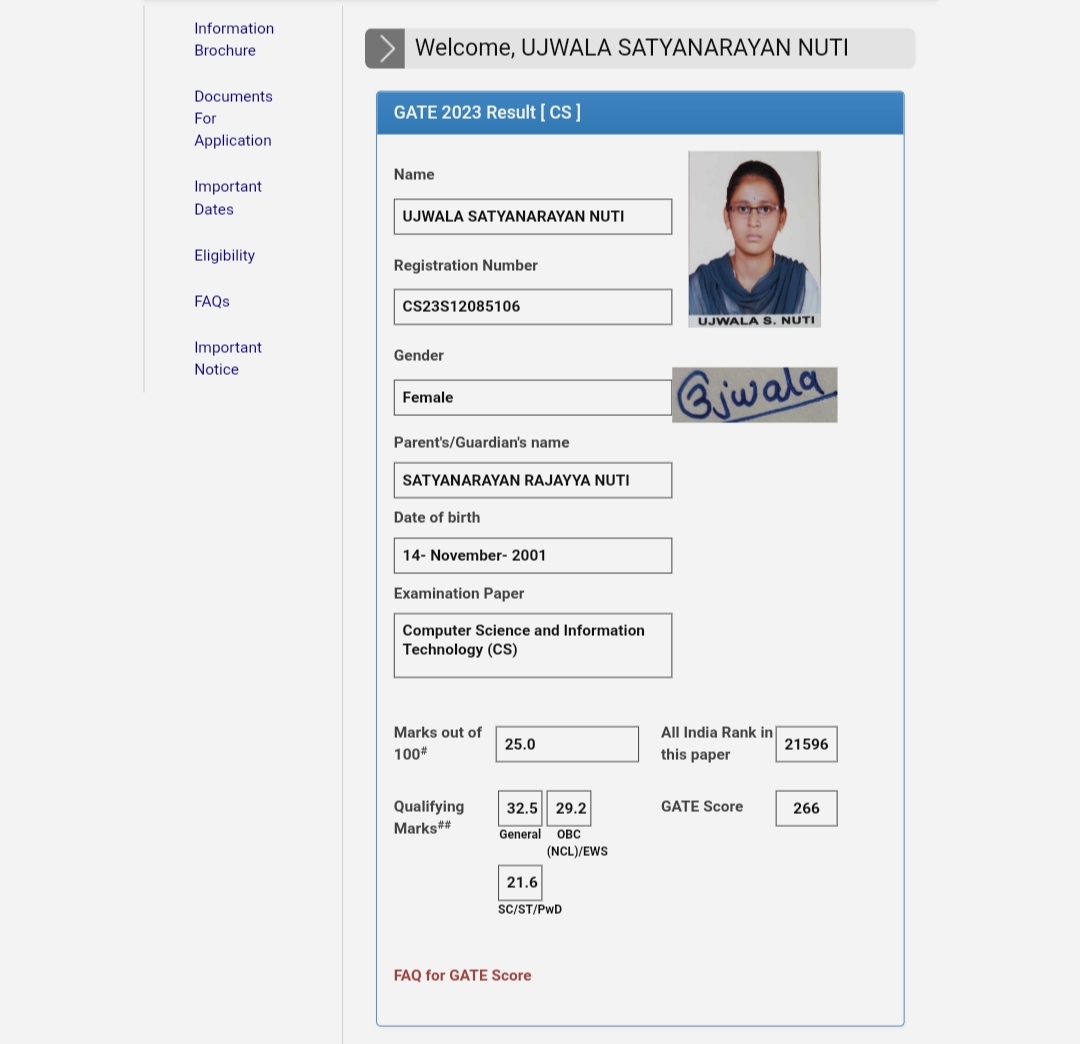 Information
Brochure
Documents
For
Application
Important
Dates
Eligibility
FAQs
Important
Notice
Welcome, UJWALA SATYANARAYAN NUTI
GATE 2023 Result [ CS ]
Name
UJWALA SATYANARAYAN NUTI
UJWALA S. NUTI
Registration Number
CS23S12085106
Gender
Female
Ujwala
Parent's/Guardian's name
SATYANARAYAN RAJAYYA NUTI
Date of birth
14- November- 2001
Examination Paper
Computer Science and Information
Technology (CS)
Marks out of
100#
25.0
All India Rank in
this paper
21596
Qualifying
Marks##
32.5
General
29.2
OBC
(NCL)/EWS
21.6
SC/ST/PwD
GATE Score
266
FAQ for GATE Score